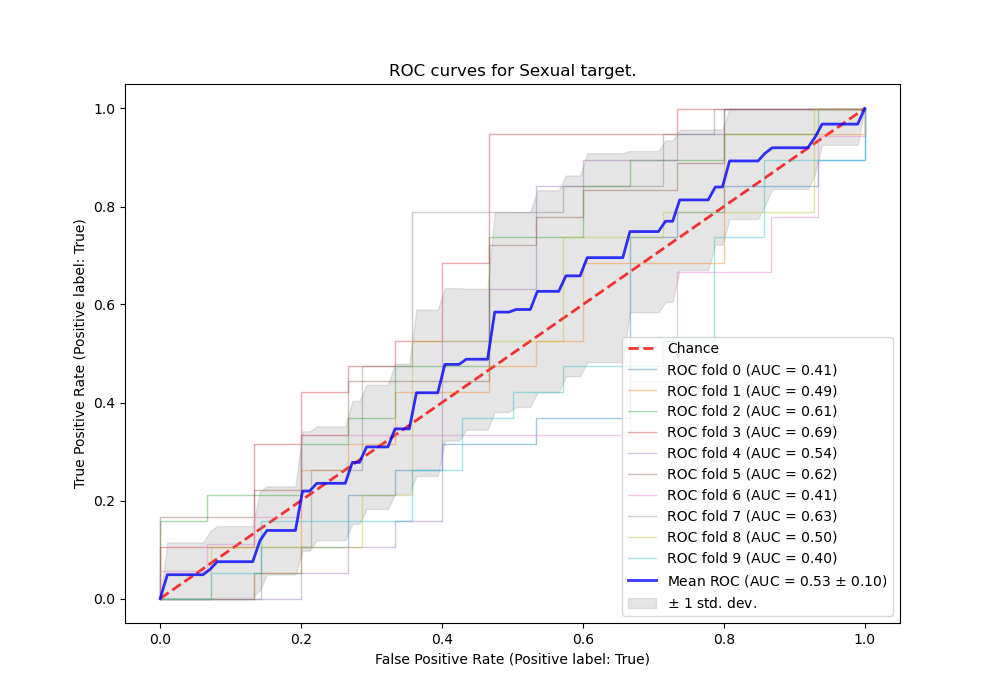 ROC curves for Sexual target.
True Positive Rate (Positive label: True)
1.0
0.8
0.6
0.4
0.2
0.0
Chance
ROC fold 0 (AUC = 0.41)
ROC fold 1 (AUC = 0.49)
ROC fold 2 (AUC = 0.61)
ROC fold 3 (AUC = 0.69)
ROC fold 4 (AUC = 0.54)
ROC fold 5 (AUC = 0.62)
ROC fold 6 (AUC = 0.41)
ROC fold 7 (AUC = 0.63)
ROC fold 8 (AUC = 0.50)
ROC fold 9 (AUC = 0.40)
Mean ROC (AUC = 0.53 ± 0.10)
± 1 std. dev.
0.0 0.2 0.4 0.6 0.8 1.0
False Positive Rate (Positive label: True)